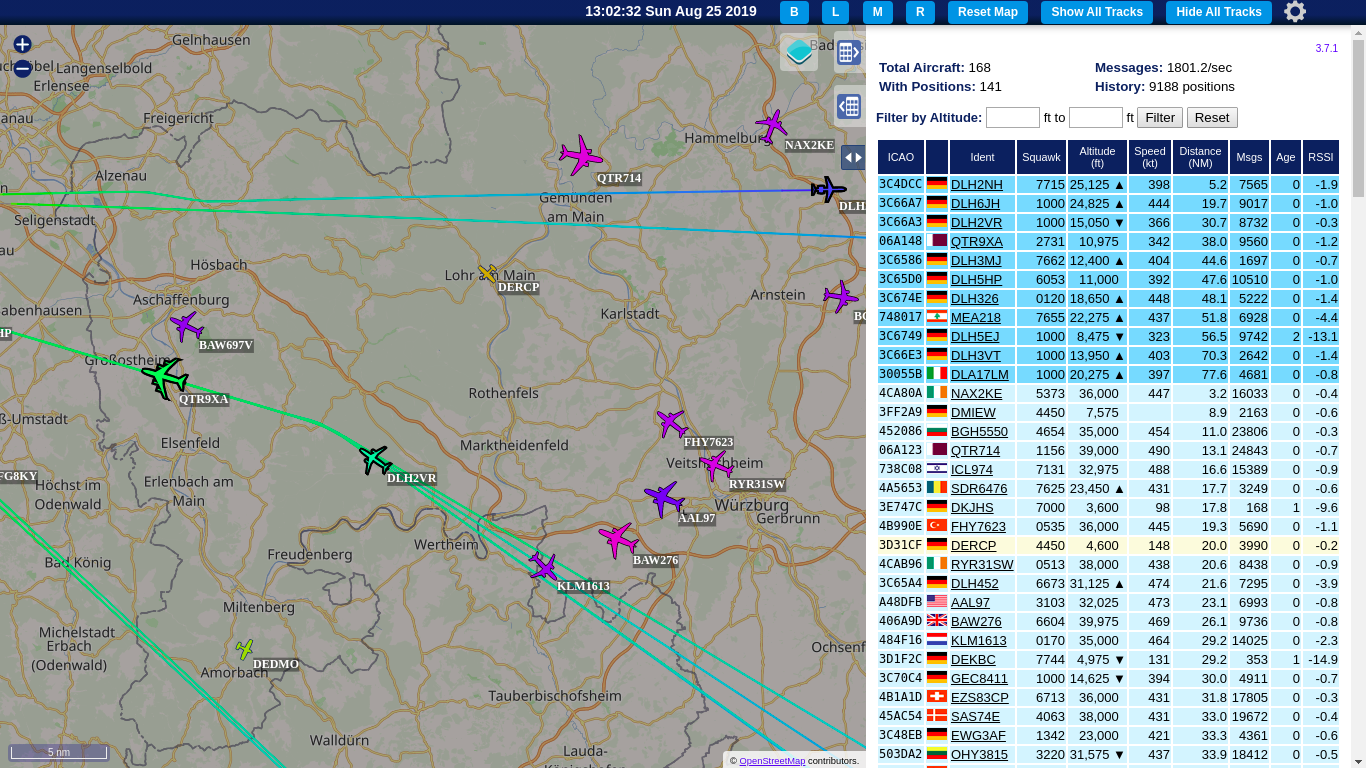 13:02:32 Sun Aug 25 2019 B L M R Reset Map Show All Tracks Hide All Tracks
Gelnhausen
Langenselbold
Erlensee
Freigericht
Alzenau
Seligenstadt
Hösbach
Aschaffenburg
BAW697V
Großostheim
QTR9XA
Elsenfeld
Erlenbach am
Main
Höchst im
Odenwald
FG8KY
ß-Umstadt
Bad König
Michelstadt
Erbach
(Odenwald)
Freudenberg
Miltenberg
DEDMO
Amorbach
Walldürn
Hammelburg
NAX2KE
QTR714
Gemünden
am Main
Lohr am Main
DERCP
Karlstadt
Arnstein
Rothenfels
Marktheidenfeld
DLH2VR
FHY7623
Veitshöchheim
RYR31SW
AAL97
Würzburg
Gerbrunn
Wertheim
BAW276
KLM1613
Tauberbischofsheim
Lauda-
Königshofen
5 nm
© OpenStreetMap contributors.
3.7.1
Total Aircraft: 168 Messages: 1801.2/sec
With Positions: 141 History: 9188 positions
Filter by Altitude: ft to ft Filter Reset
ICAO Ident Squawk Altitude (ft) Speed (kt) Distance (NM) Msgs Age RSSI
3C4DCC DLH2NH 7715 25,125 ▲ 398 5.2 7565 0 -1.9
3C66A7 DLH6JH 1000 24,825 ▲ 444 19.7 9017 0 -1.0
3C66A3 DLH2VR 1000 15,050 ▼ 366 30.7 8732 0 -0.3
06A148 QTR9XA 2731 10,975 342 38.0 9560 0 -1.2
3C6586 DLH3MJ 7662 12,400 ▲ 404 44.6 1697 0 -0.7
3C65D0 DLH5HP 6053 11,000 392 47.6 10510 0 -1.0
3C674E DLH326 0120 18,650 ▲ 448 48.1 5222 0 -1.4
748017 MEA218 7655 22,275 ▲ 437 51.8 6928 0 -4.4
3C6749 DLH5EJ 1000 8,475 ▼ 323 56.5 9742 2 -13.1
3C66E3 DLH3VT 1000 13,950 ▲ 403 70.3 2642 0 -1.4
30055B DLA17LM 1000 20,275 ▲ 397 77.6 4681 0 -0.8
4CA80A NAX2KE 5373 36,000 447 3.2 16033 0 -0.4
3FF2A9 DMIEW 4450 7,575 8.9 2163 0 -0.6
452086 BGH5550 4654 35,000 454 11.0 23806 0 -0.3
06A123 QTR714 1156 39,000 490 13.1 24843 0 -0.7
738C08 ICL974 7131 32,975 488 16.6 15389 0 -0.9
4A5653 SDR6476 7625 23,450 ▲ 431 17.7 3249 0 -0.6
3E747C DKJHS 7000 3,600 98 17.8 168 1 -9.6
4B990E FHY7623 0535 36,000 445 19.3 5690 0 -1.1
3D31CF DERCP 4450 4,600 148 20.0 3990 0 -0.2
4CAB96 RYR31SW 0513 38,000 438 20.6 8438 0 -0.9
3C65A4 DLH45E 6673 31,125 ▲ 474 21.6 7293 0 -3.9
A48DFB AAL97 3103 32,025 473 23.1 6993 0 -0.8
406A9D BAW276 6604 39,975 469 26.1 9736 0 -0.8
484F16 KLM1613 0170 35,000 464 29.2 14025 0 -2.3
3D1F2C DEKBC 7744 4,975 ▼ 131 29.2 353 1 -14.9
3C70C4 GEC8411 1000 14,625 ▼ 394 30.0 4911 0 -0.7
4B1A1D EZS83CP 6713 36,000 431 31.8 17805 0 -0.3
45AC54 SAS74E 4063 38,000 431 33.0 19672 0 -0.4
3C48EB EWG3AF 1342 23,000 421 33.3 4361 0 -0.6
503DA2 OHY3815 3220 31,575 ▼ 437 33.9 18412 0 -0.5